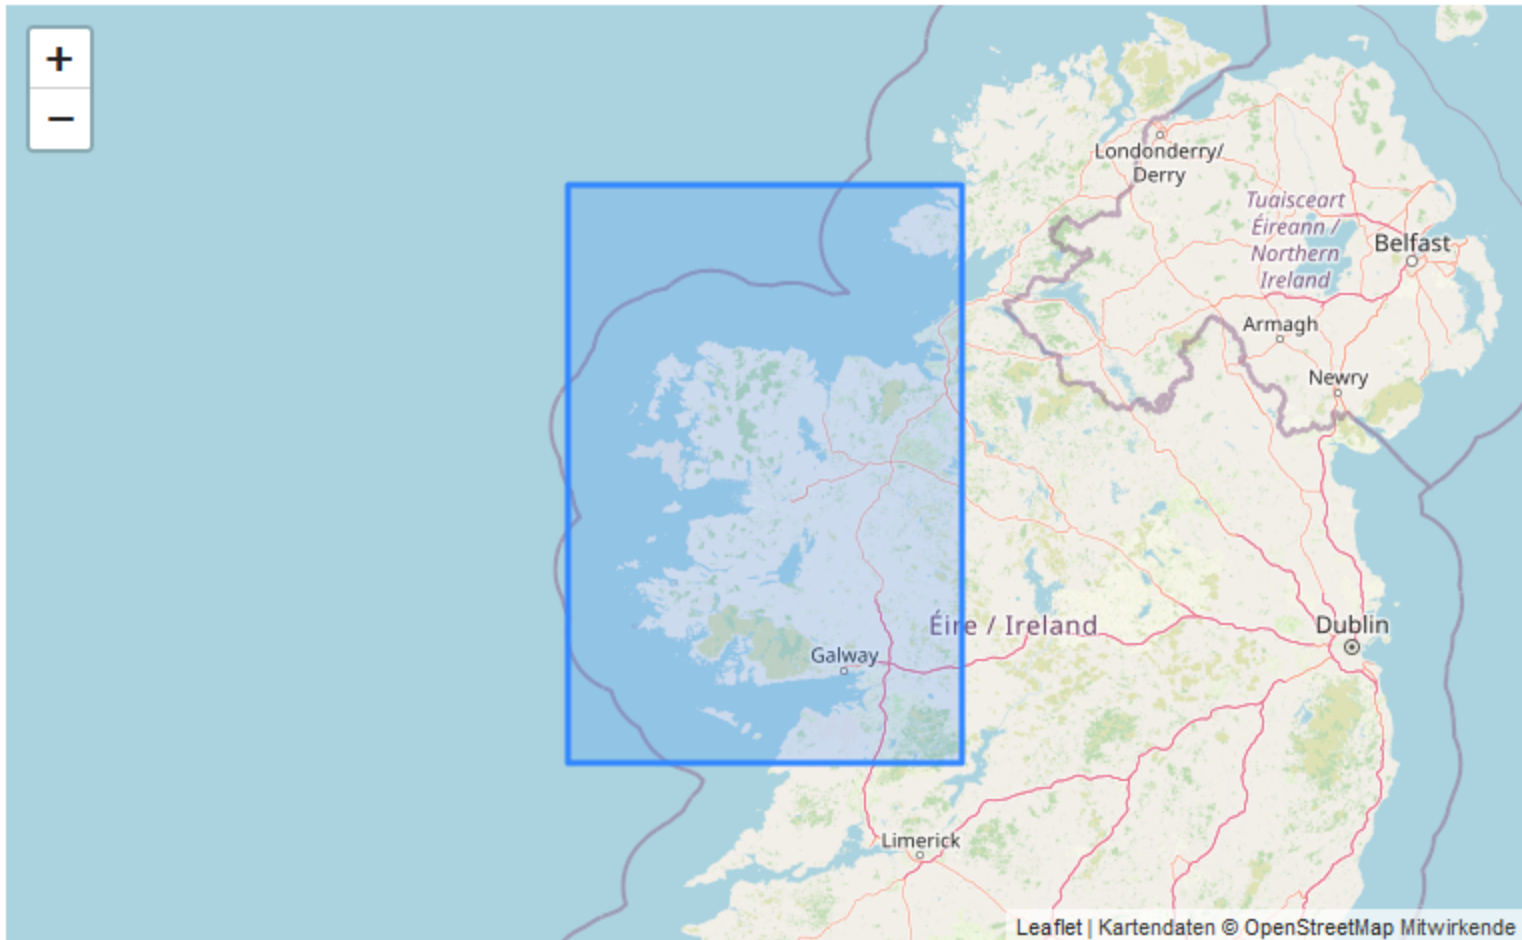 +
−
Londonderry/
Derry
Tuaisceart
Éireann /
Northern
Ireland
Belfast
Armagh
Newry
Éire / Ireland
Dublin
Galway
Limerick
Leaflet | Kartendaten © OpenStreetMap Mitwirkende